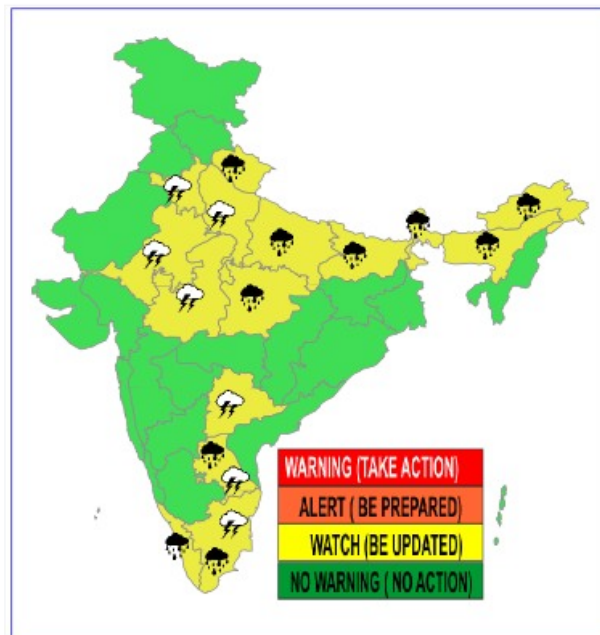 WARNING (TAKE ACTION)
ALERT ( BE PREPARED)
WATCH (BE UPDATED)
NO WARNING ( NO ACTION)